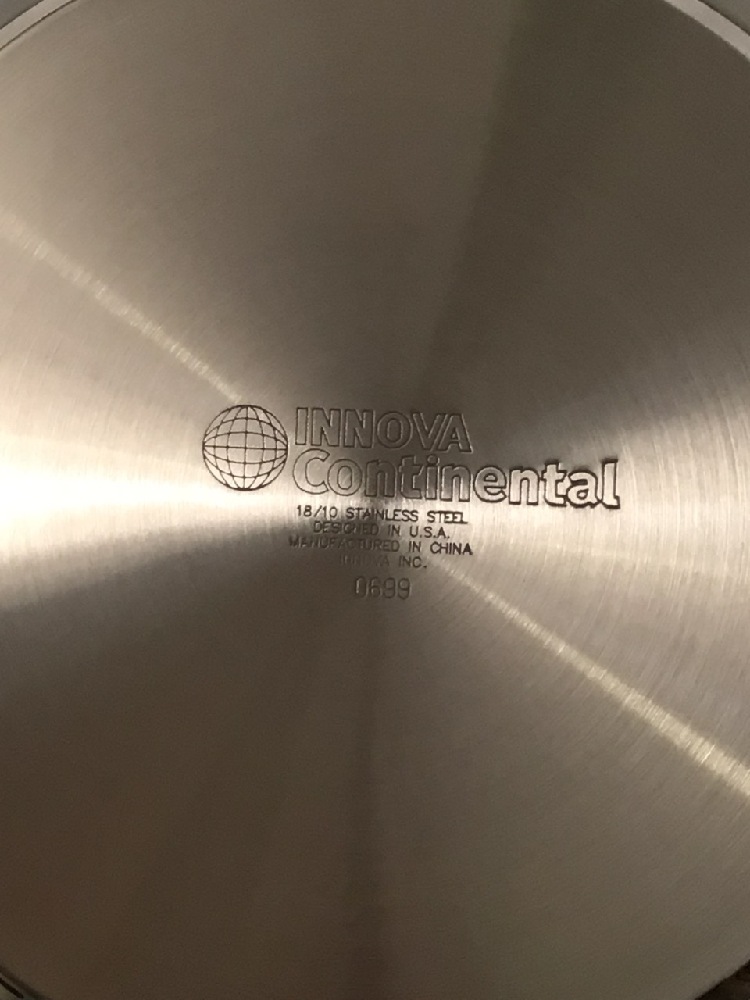 INNOVA
Continental
18/10 STAINLESS STEEL
DESIGNED IN U.S.A.
MANUFACTURED IN CHINA
INNOVA INC.
0699